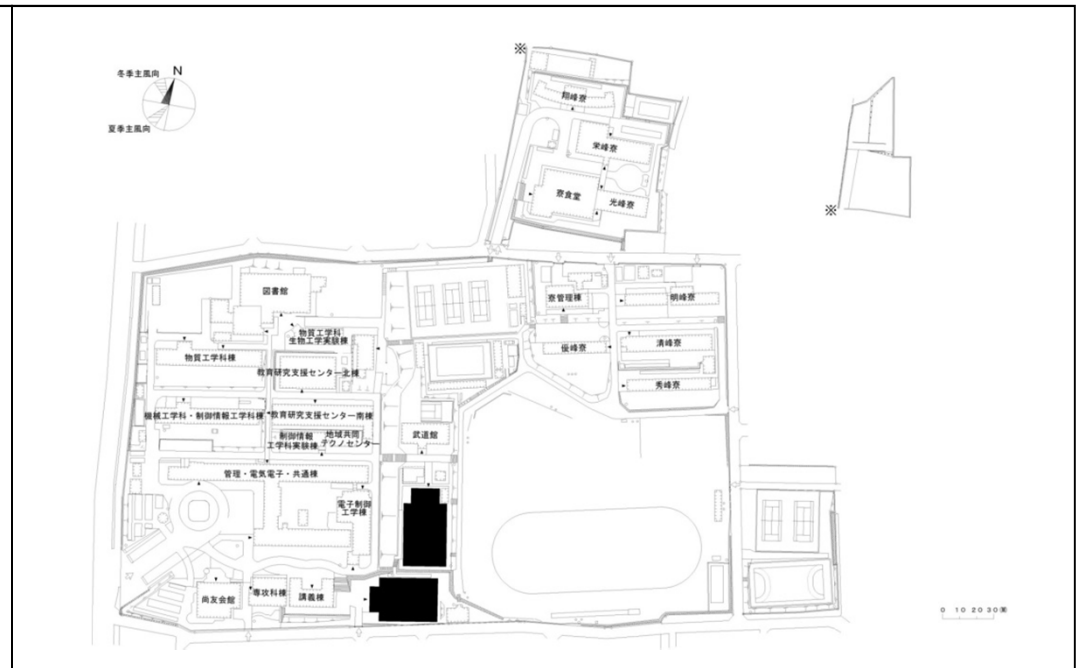 冬季主風向
N
夏季主風向
※
翔峰寮
栄峰寮
寮食堂
光峰寮
※
図書館
物質工学科
生物工学実験棟
物質工学科棟
教育研究支援センター北棟
機械工学科・制御情報工学科棟
教育研究支援センター南棟
制御情報
工学科実験棟
地域共同
テクノセンター
管理・電気電子・共通棟
電子制御
工学棟
武道館
寮管理棟
優峰寮
明峰寮
清峰寮
秀峰寮
尚友会館
専攻科棟
講義棟
0 10 20 30